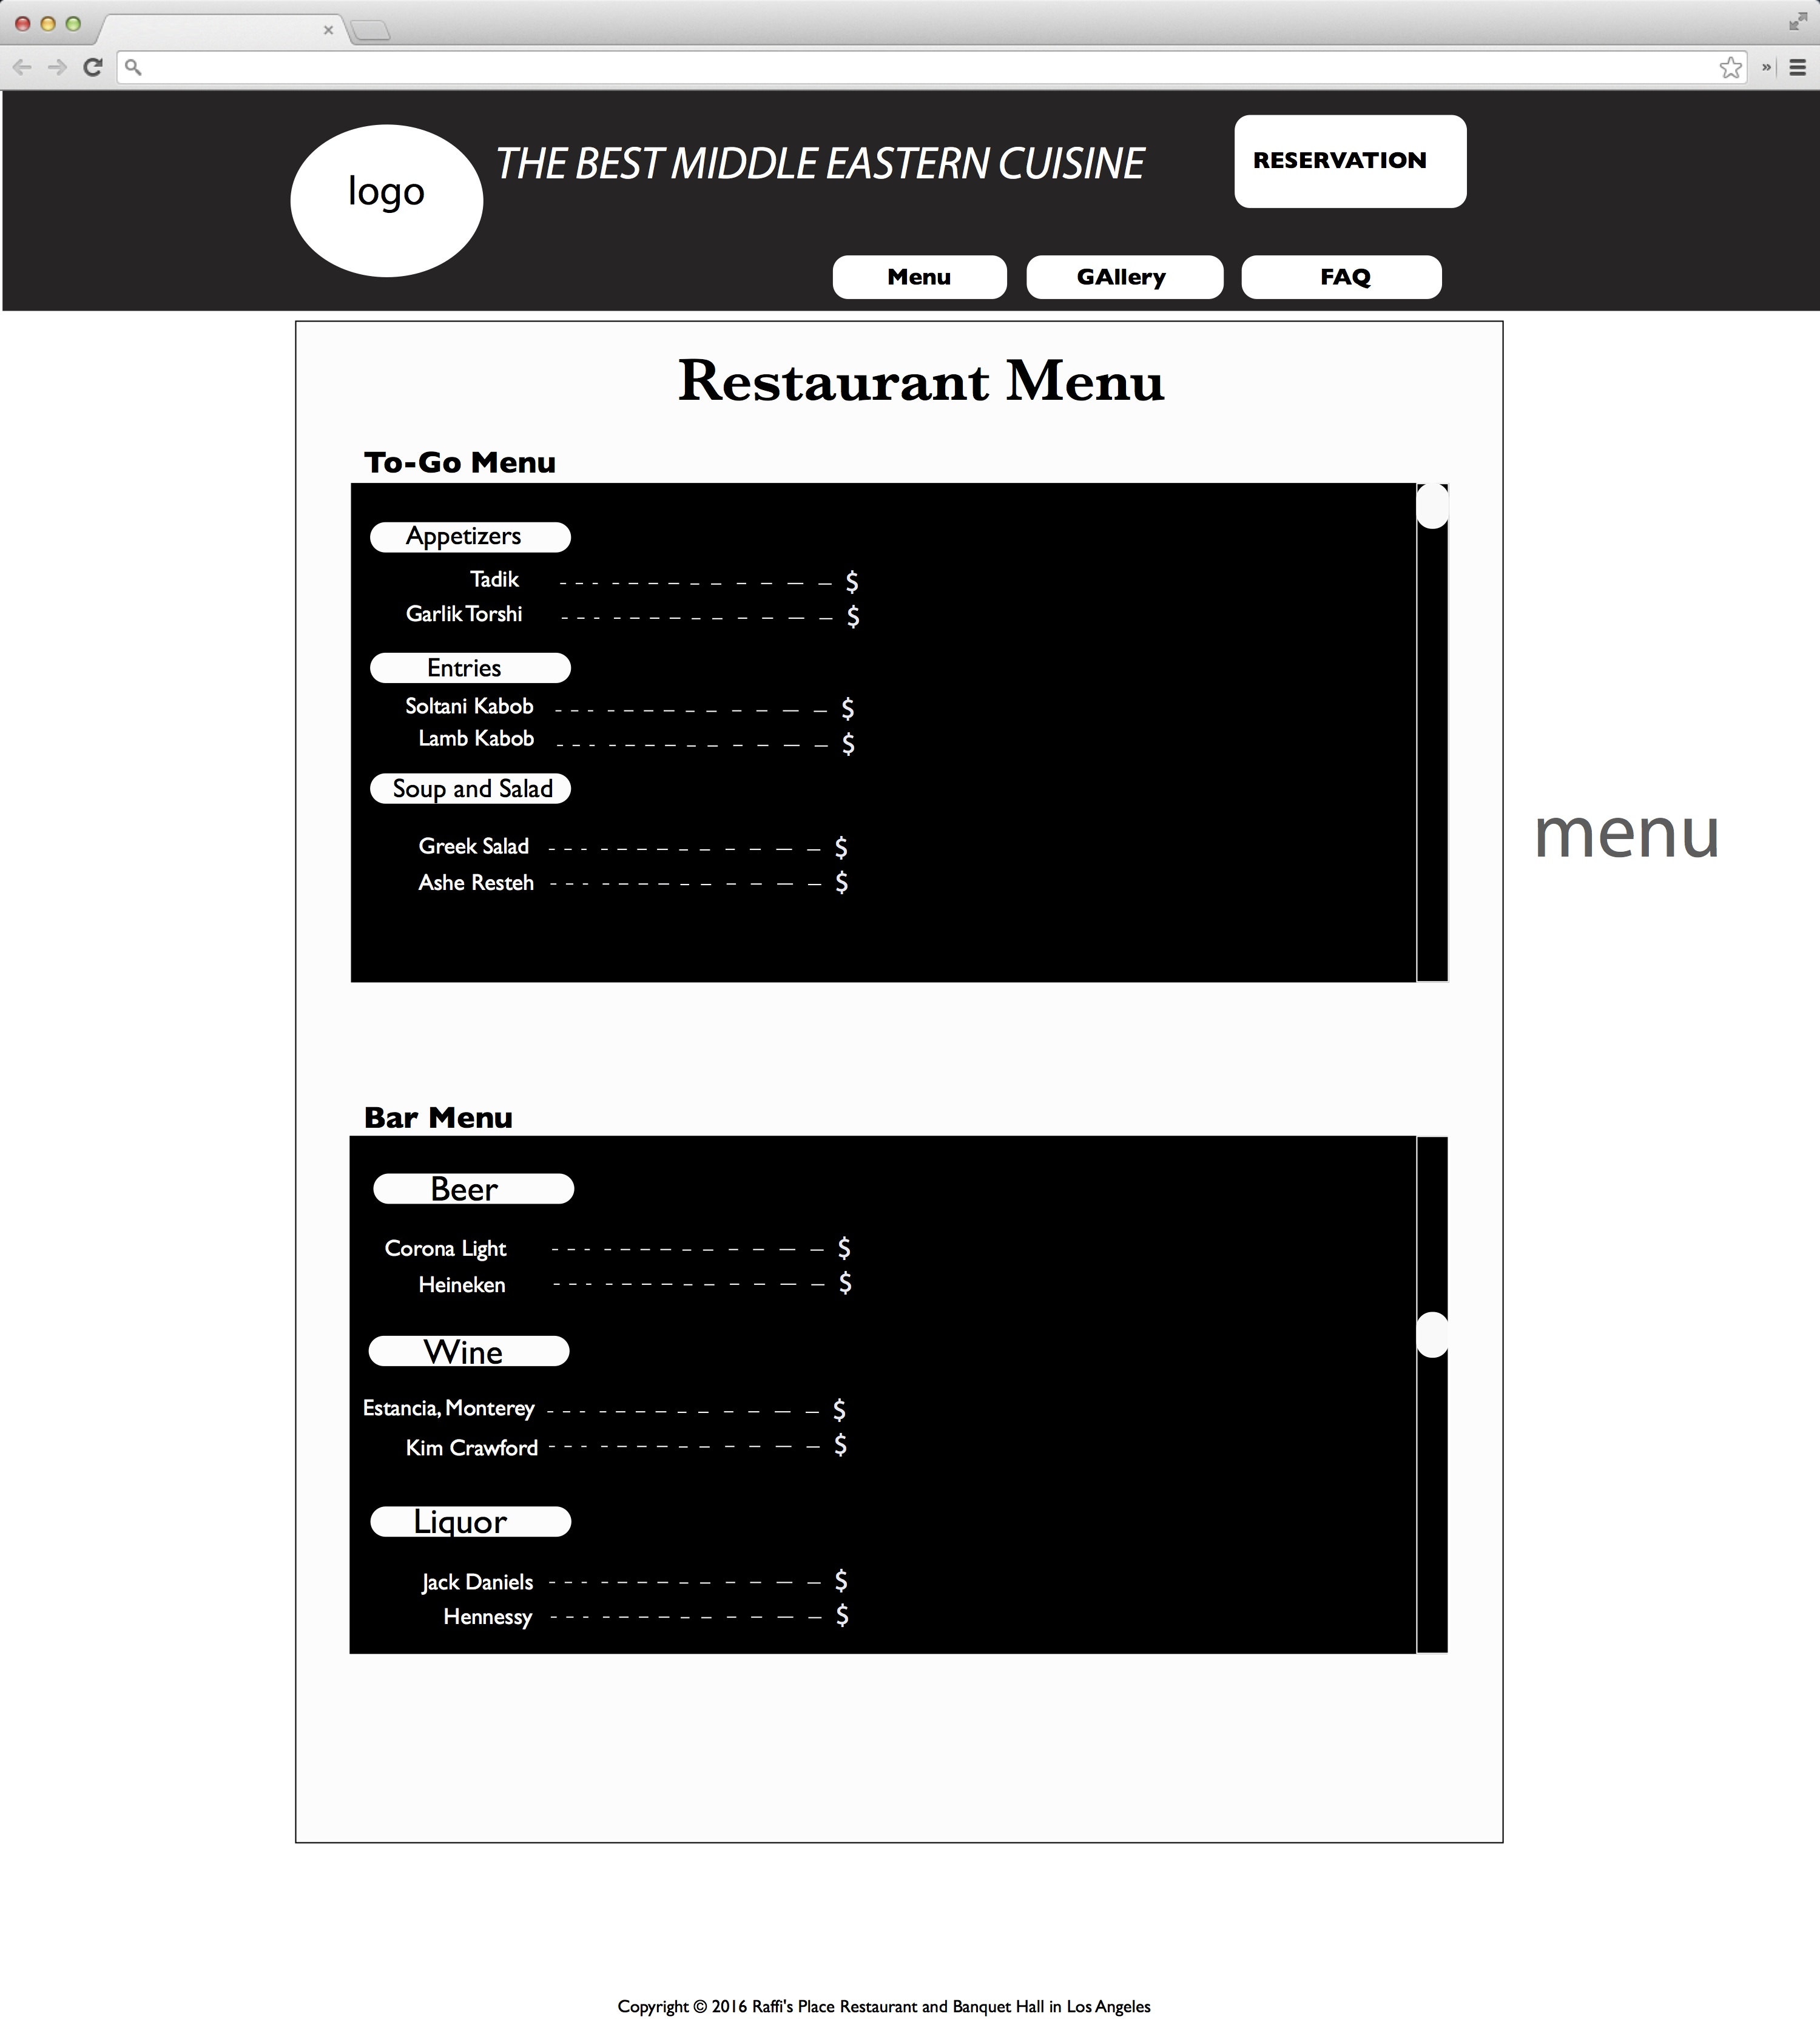 THE BEST MIDDLE EASTERN CUISINE
RESERVATION
logo
Menu GAllery FAQ
Restaurant Menu
To-Go Menu
Appetizers
Tadik $
Garlik Torshi $
Entries
Soltani Kabob $
Lamb Kabob $
Soup and Salad
menu
Greek Salad $
Ashe Resteh $
Bar Menu
Beer
Corona Light $
Heineken $
Wine
Estancia, Monterey $
Kim Crawford $
Liquor
Jack Daniels $
Hennessy $
Copyright © 2016 Raffi's Place Restaurant and Banquet Hall in Los Angeles